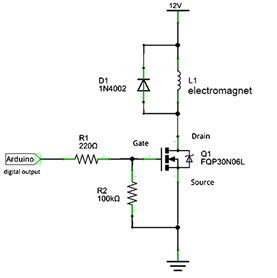 12V
D1
1N4002
L1
electromagnet
Drain
R1
220Ω
Gate
Q1
FQP30N06L
Arduino
digital output
R2
100kΩ
Source